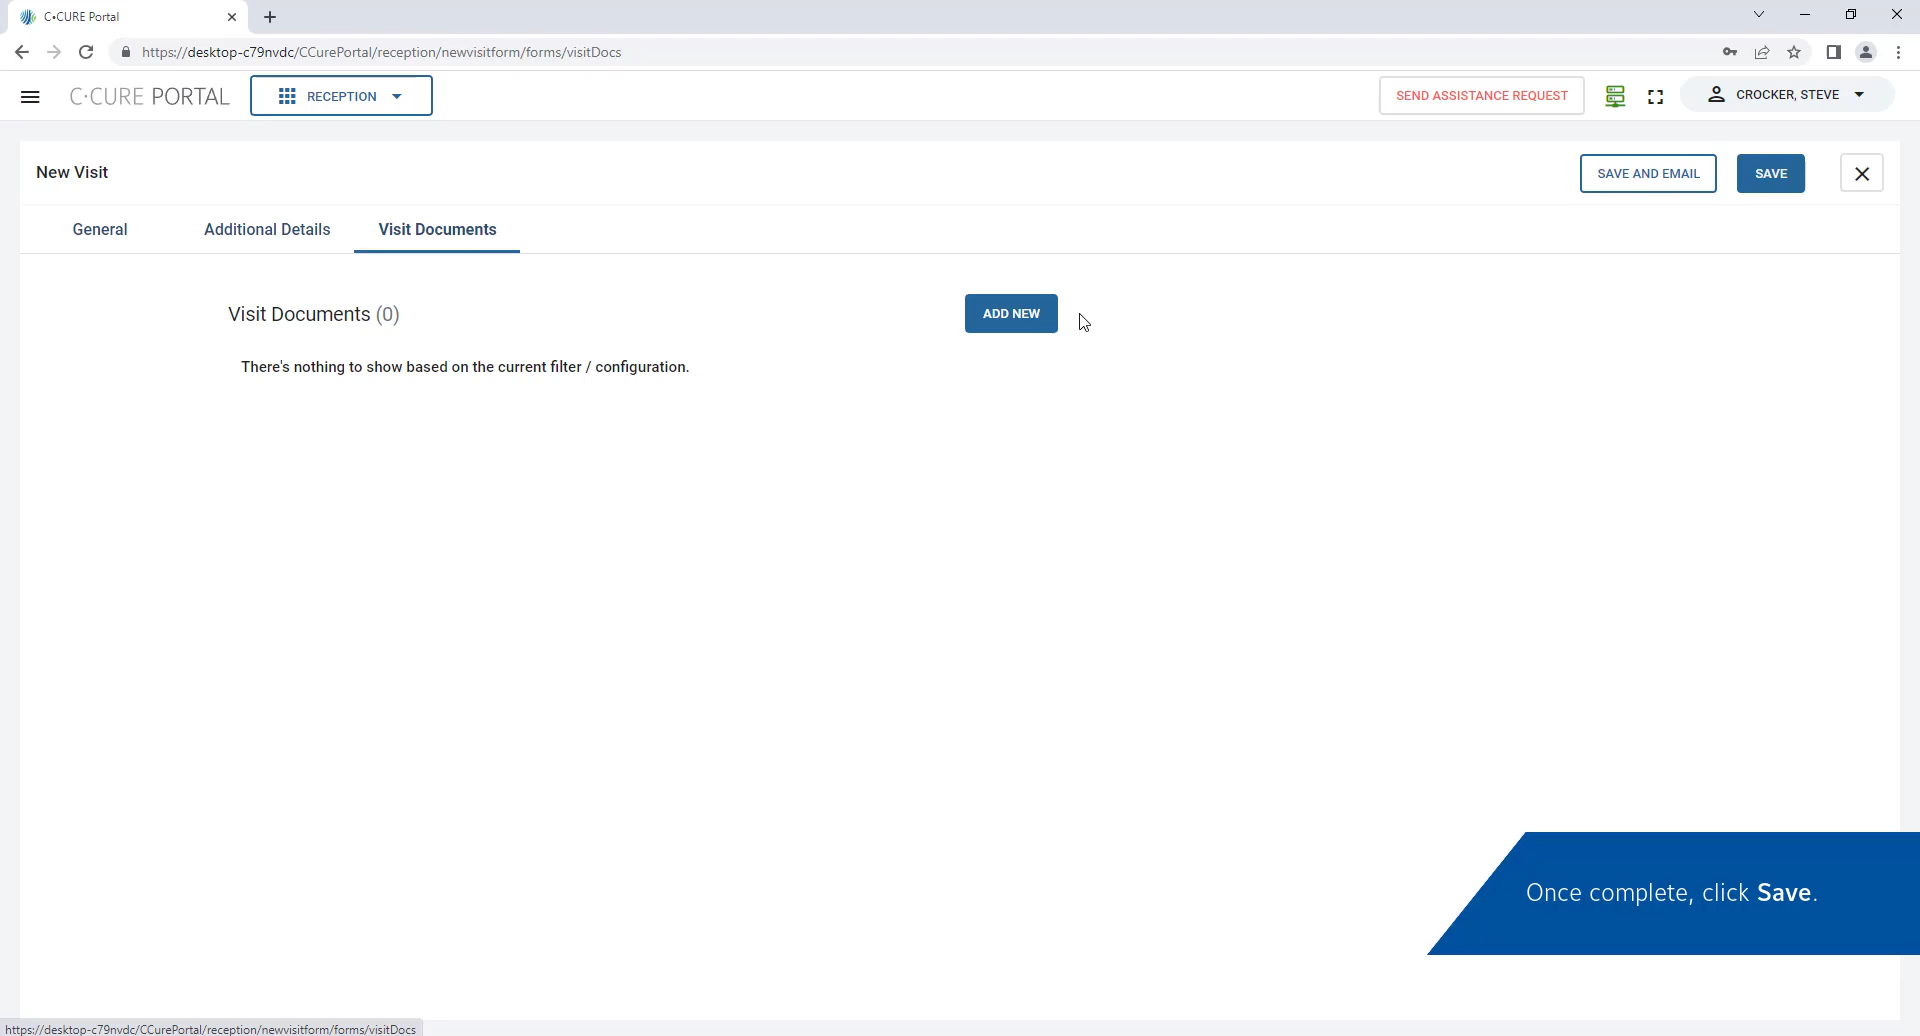 C•CURE Portal
https://desktop-c79nvdc/CCurePortal/reception/newvisitform/forms/visitDocs
C·CURE PORTAL
RECEPTION
SEND ASSISTANCE REQUEST
CROCKER, STEVE
New Visit
SAVE AND EMAIL
SAVE
General
Additional Details
Visit Documents
Visit Documents (0)
ADD NEW
There's nothing to show based on the current filter / configuration.
Once complete, click Save.
https://desktop-c79nvdc/CCurePortal/reception/newvisitform/forms/visitDocs